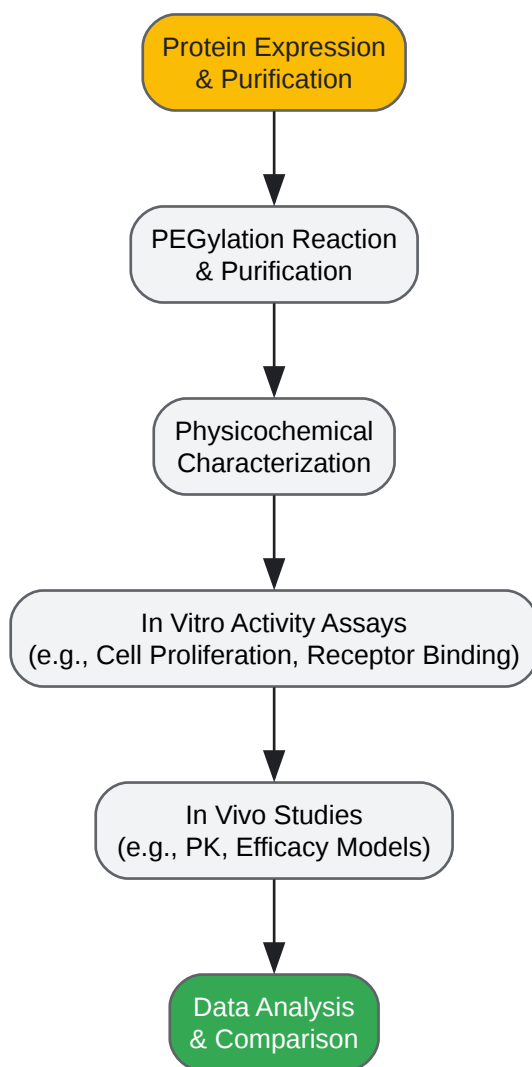 Protein Expression
& Purification
PEGylation Reaction
& Purification
Physicochemical
Characterization
In Vitro Activity Assays
(e.g., Cell Proliferation, Receptor Binding)
In Vivo Studies
(e.g., PK, Efficacy Models)
Data Analysis
& Comparison